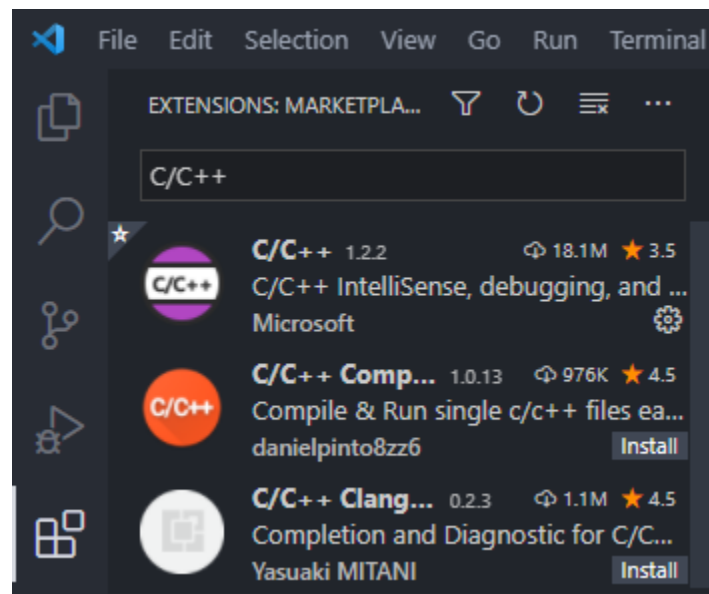 File Edit Selection View Go Run Terminal
EXTENSIONS: MARKETPLA...
C/C++
C/C++ 1.2.2 18.1M 3.5
C/C++
C/C++ IntelliSense, debugging, and ...
Microsoft
C/C++ Comp... 1.0.13 976K 4.5
C/C++
Compile & Run single c/c++ files ea...
danielpinto8zz6 Install
C/C++ Clang... 0.2.3 1.1M 4.5
Completion and Diagnostic for C/C...
Yasuaki MITANI Install